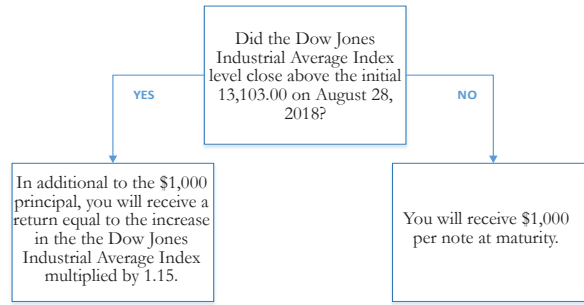 Did the Dow Jones
Industrial Average Index
level close above the initial
13,103.00 on August 28,
2018?
YES
NO
In additional to the $1,000
principal, you will receive a
return equal to the increase
in the the Dow Jones
Industrial Average Index
multiplied by 1.15.
You will receive $1,000
per note at maturity.